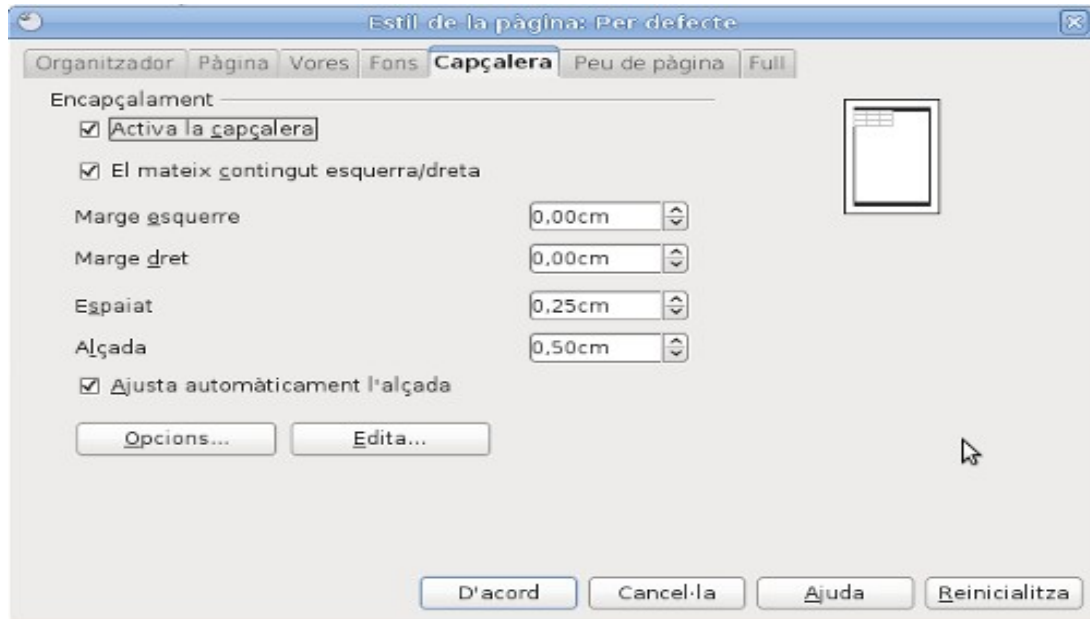 Estil de la pàgina: Per defecte
Organitzador Pàgina Vores Fons Capçalera Peu de pàgina Full
Encapçalament
Activa la capçalera
El mateix contingut esquerra/dreta
Marge esquerre 0,00cm
Marge dret 0,00cm
Espaiat 0,25cm
Alçada 0,50cm
Ajusta automàticament l'alçada
Opcions... Edita...
D'acord Cancel·la Ajuda Reinicialitza